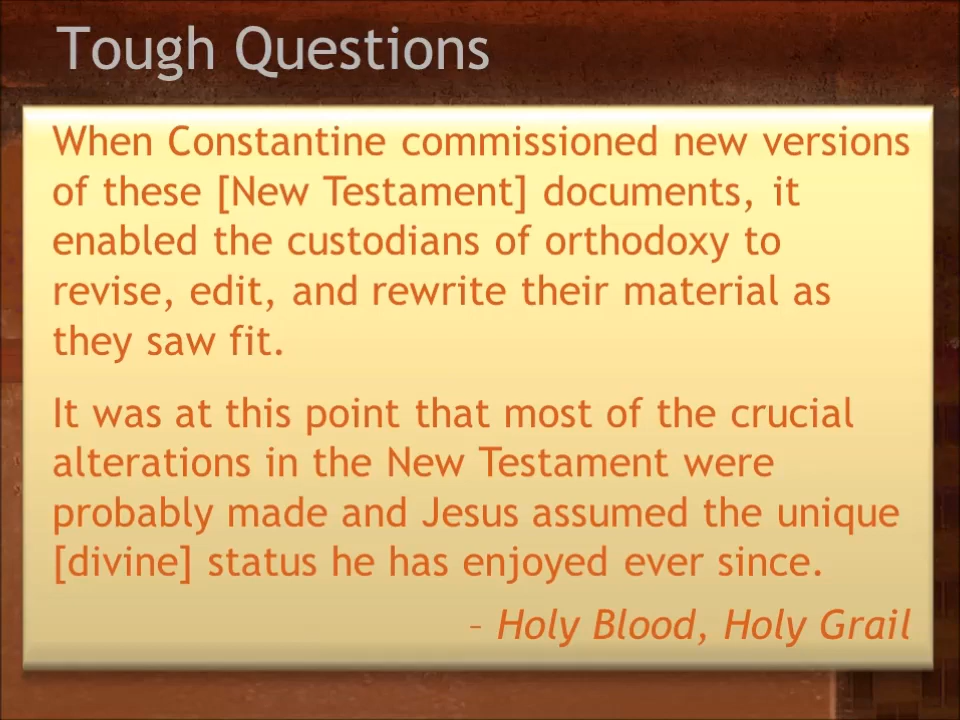 Tough Questions
When Constantine commissioned new versions
of these [New Testament] documents, it
enabled the custodians of orthodoxy to
revise, edit, and rewrite their material as
they saw fit.
It was at this point that most of the crucial
alterations in the New Testament were
probably made and Jesus assumed the unique
[divine] status he has enjoyed ever since.
– Holy Blood, Holy Grail